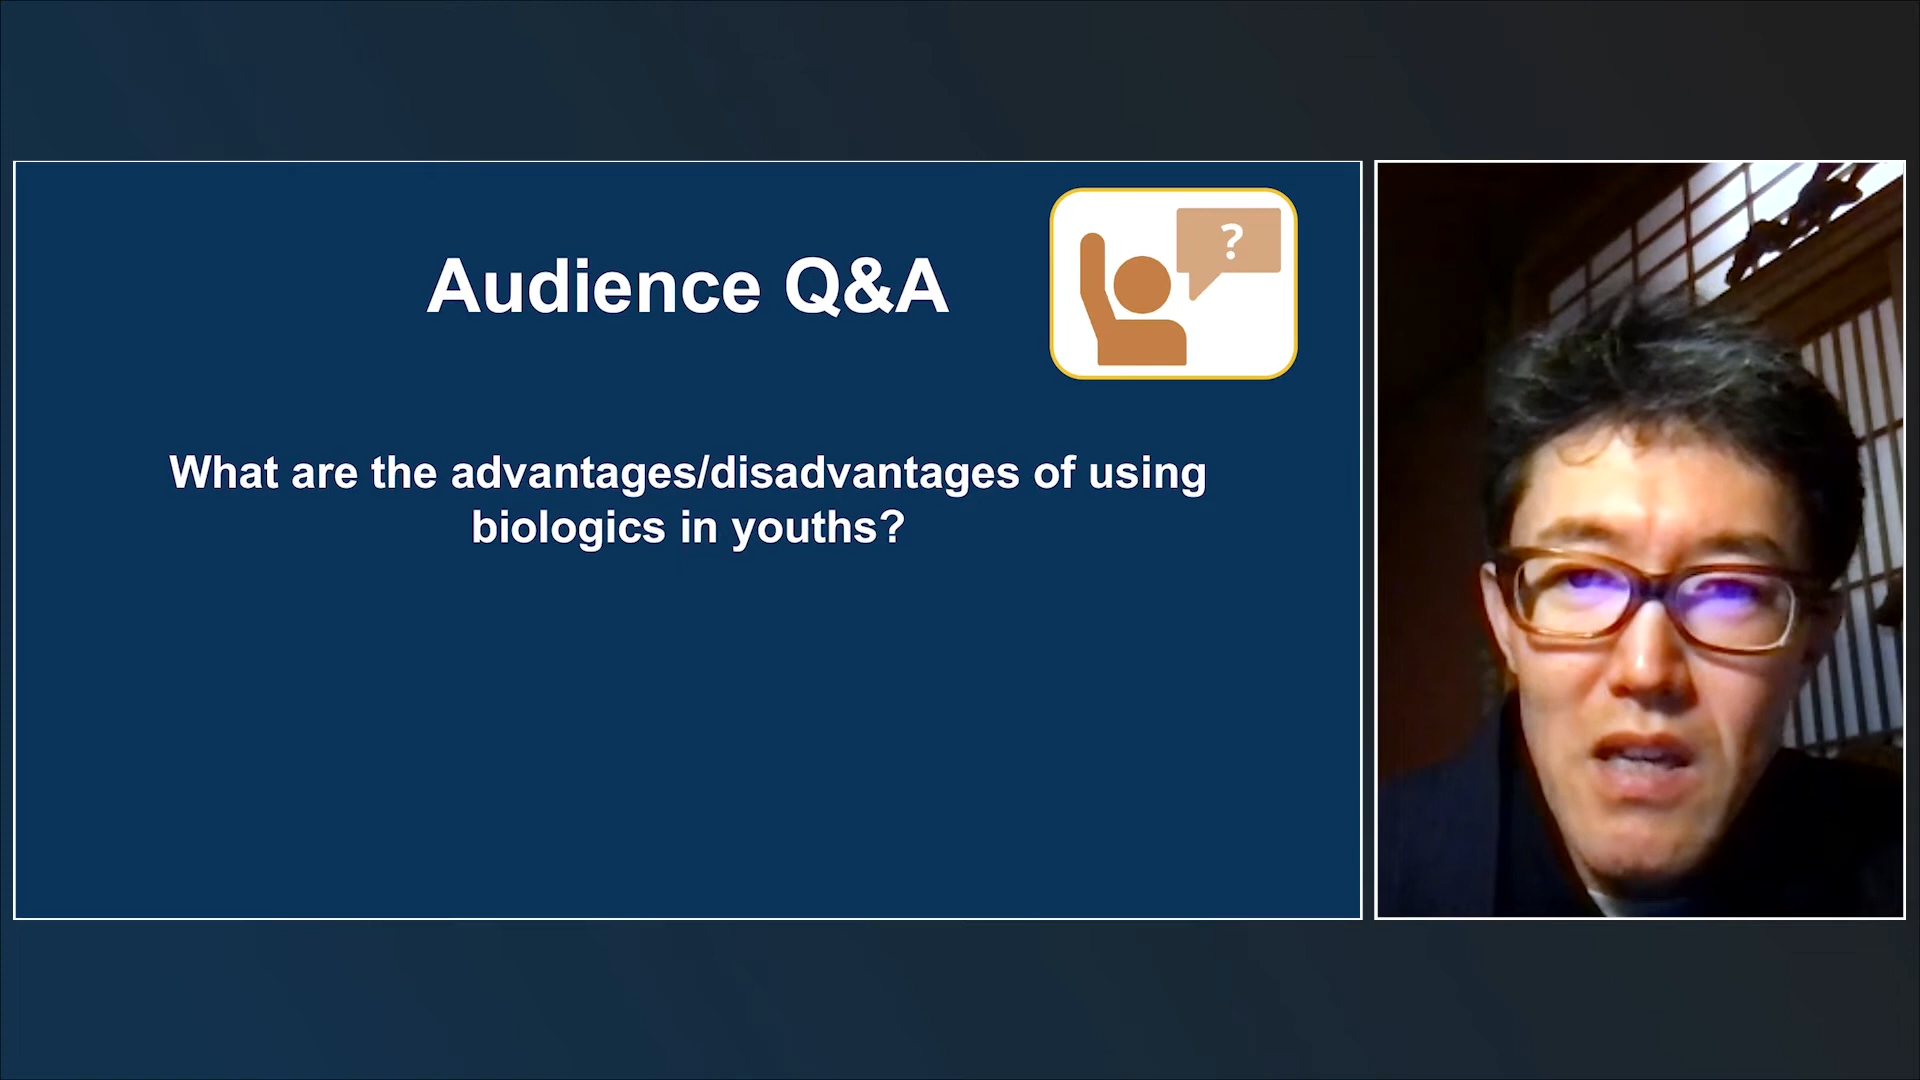 Audience Q&A
?
What are the advantages/disadvantages of using
biologics in youths?